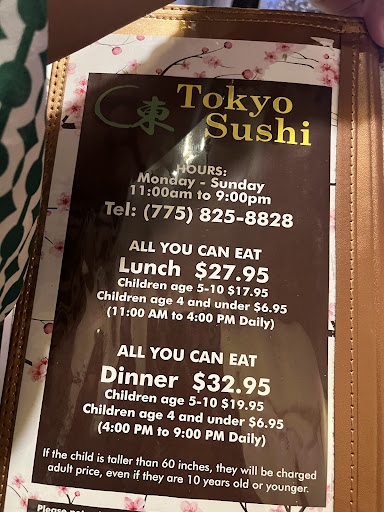 東
Tokyo
Sushi
HOURS:
Monday - Sunday
11:00am to 9:00pm
Tel: (775) 825-8828
ALL YOU CAN EAT
Lunch $27.95
Children age 5-10 $17.95
Children age 4 and under $6.95
(11:00 AM to 4:00 PM Daily)
ALL YOU CAN EAT
Dinner $32.95
Children age 5-10 $19.95
Children age 4 and under $6.95
(4:00 PM to 9:00 PM Daily)
If the child is taller than 60 inches, they will be charged
adult price, even if they are 10 years old or younger.
Please